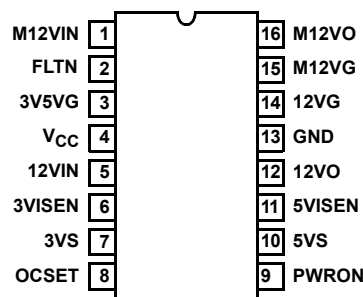 M12VIN 1 16 M12VO
FLTN 2 15 M12VG
3V5VG 3 14 12VG
VCC 4 13 GND
12VIN 5 12 12VO
3VISEN 6 11 5VISEN
3VS 7 10 5VS
OCSET 8 9 PWRON